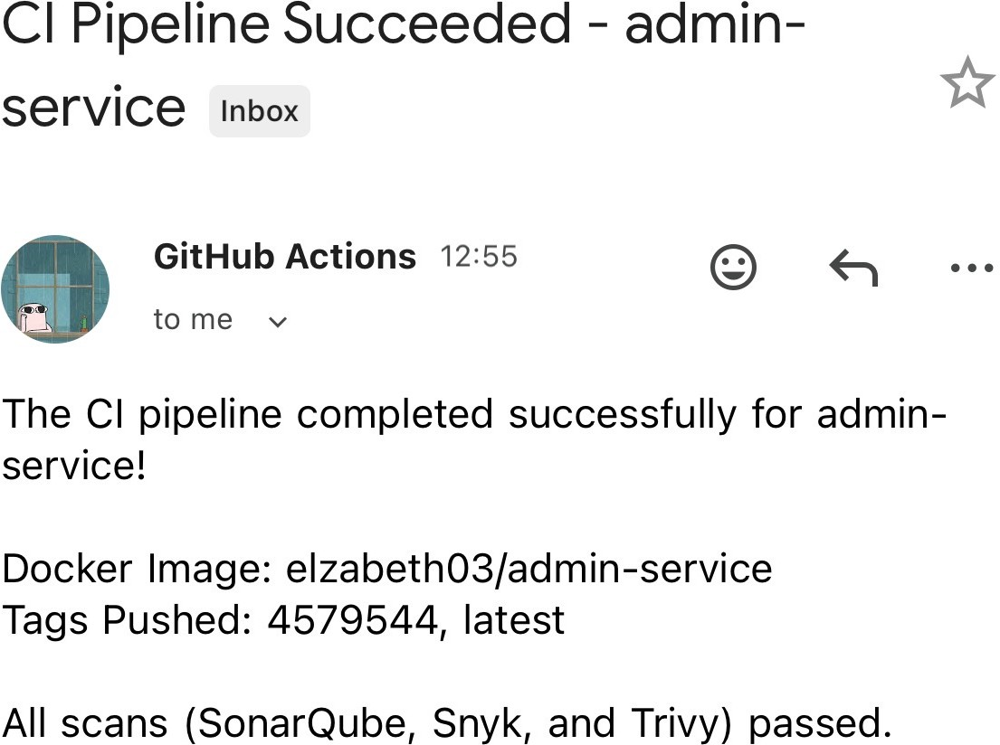 CI Pipeline Succeeded - admin-
service Inbox
GitHub Actions 12:55
to me
The CI pipeline completed successfully for admin-
service!
Docker Image: elzabeth03/admin-service
Tags Pushed: 4579544, latest
All scans (SonarQube, Snyk, and Trivy) passed.